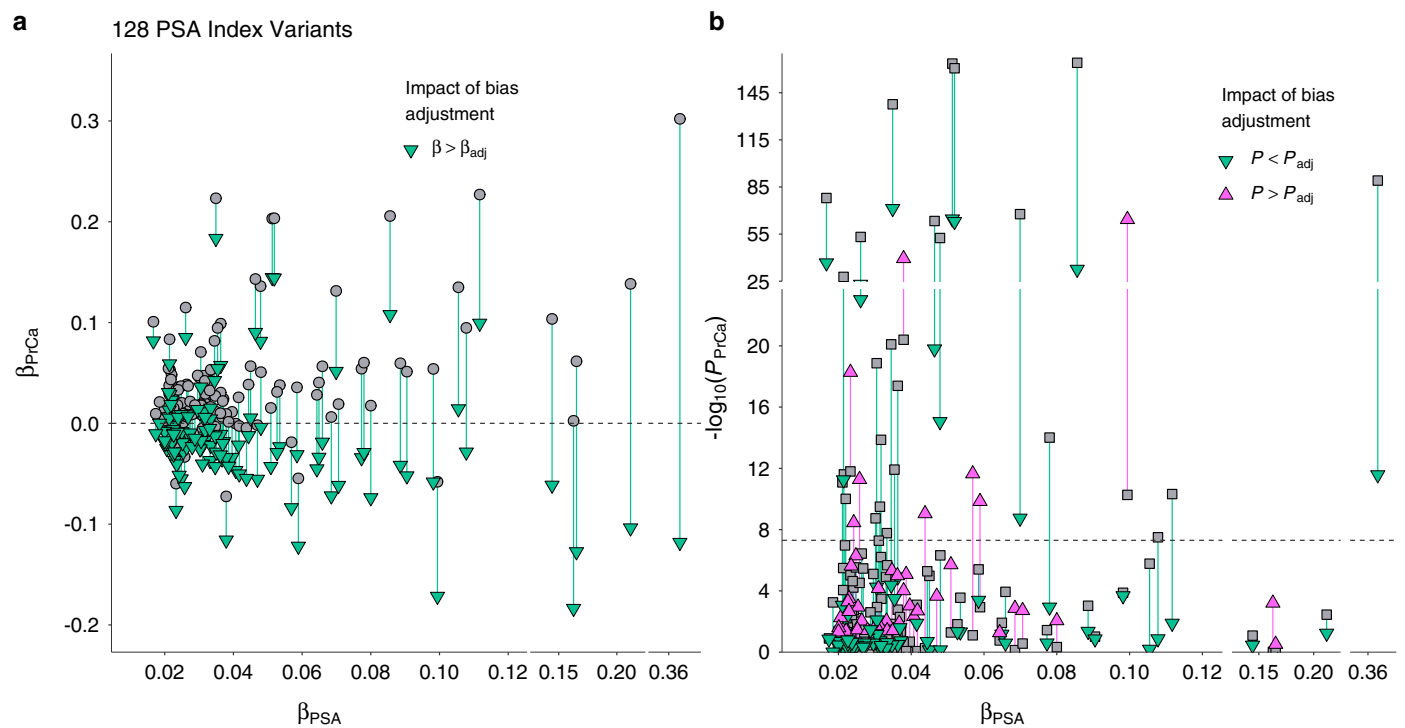 a
128 PSA Index Variants
Impact of bias
adjustment
β > βadj
0.3
0.2
0.1
0.0
-0.1
-0.2
βPrCa
0.02
0.04
0.06
0.08
0.10
0.12
0.15
0.20
0.36
βPSA
b
Impact of bias
adjustment
P < Padj
P > Padj
145
115
85
55
25
20
16
12
8
4
0
-log10(PPrCa)
0.02
0.04
0.06
0.08
0.10
0.12
0.15
0.20
0.36
βPSA